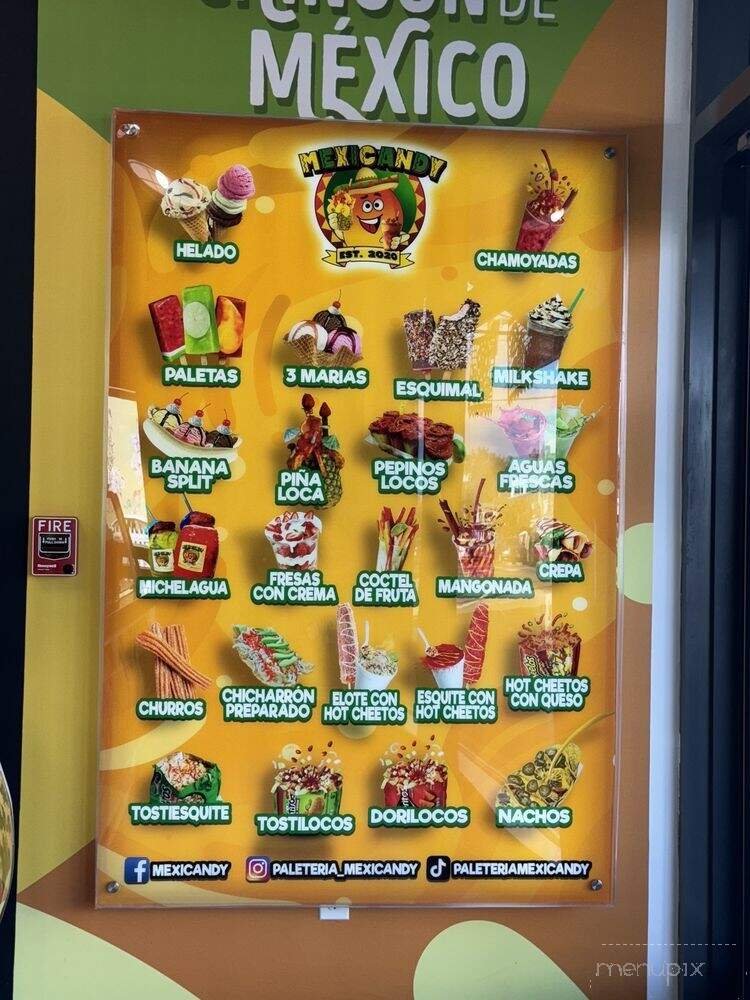 DE
MÉXICO
MEXICANDY
EST. 2020
HELADO
CHAMOYADAS
PALETAS
3 MARIAS
ESQUIMAL
MILKSHAKE
BANANA
SPLIT
PIÑA
LOCA
PEPINOS
LOCOS
AGUAS
FRESCAS
FIRE
MICHELAGUA
FRESAS
CON CREMA
COCTEL
DE FRUTA
MANGONADA
CREPA
CHURROS
CHICHARRÓN
PREPARADO
ELOTE CON
HOT CHEETOS
ESQUITE CON
HOT CHEETOS
HOT CHEETOS
CON QUESO
TOSTIESQUITE
TOSTILOCOS
DORILOCOS
NACHOS
MEXICANDY
PALETERIA_MEXICANDY
PALETERIAMEXICANDY
menupix